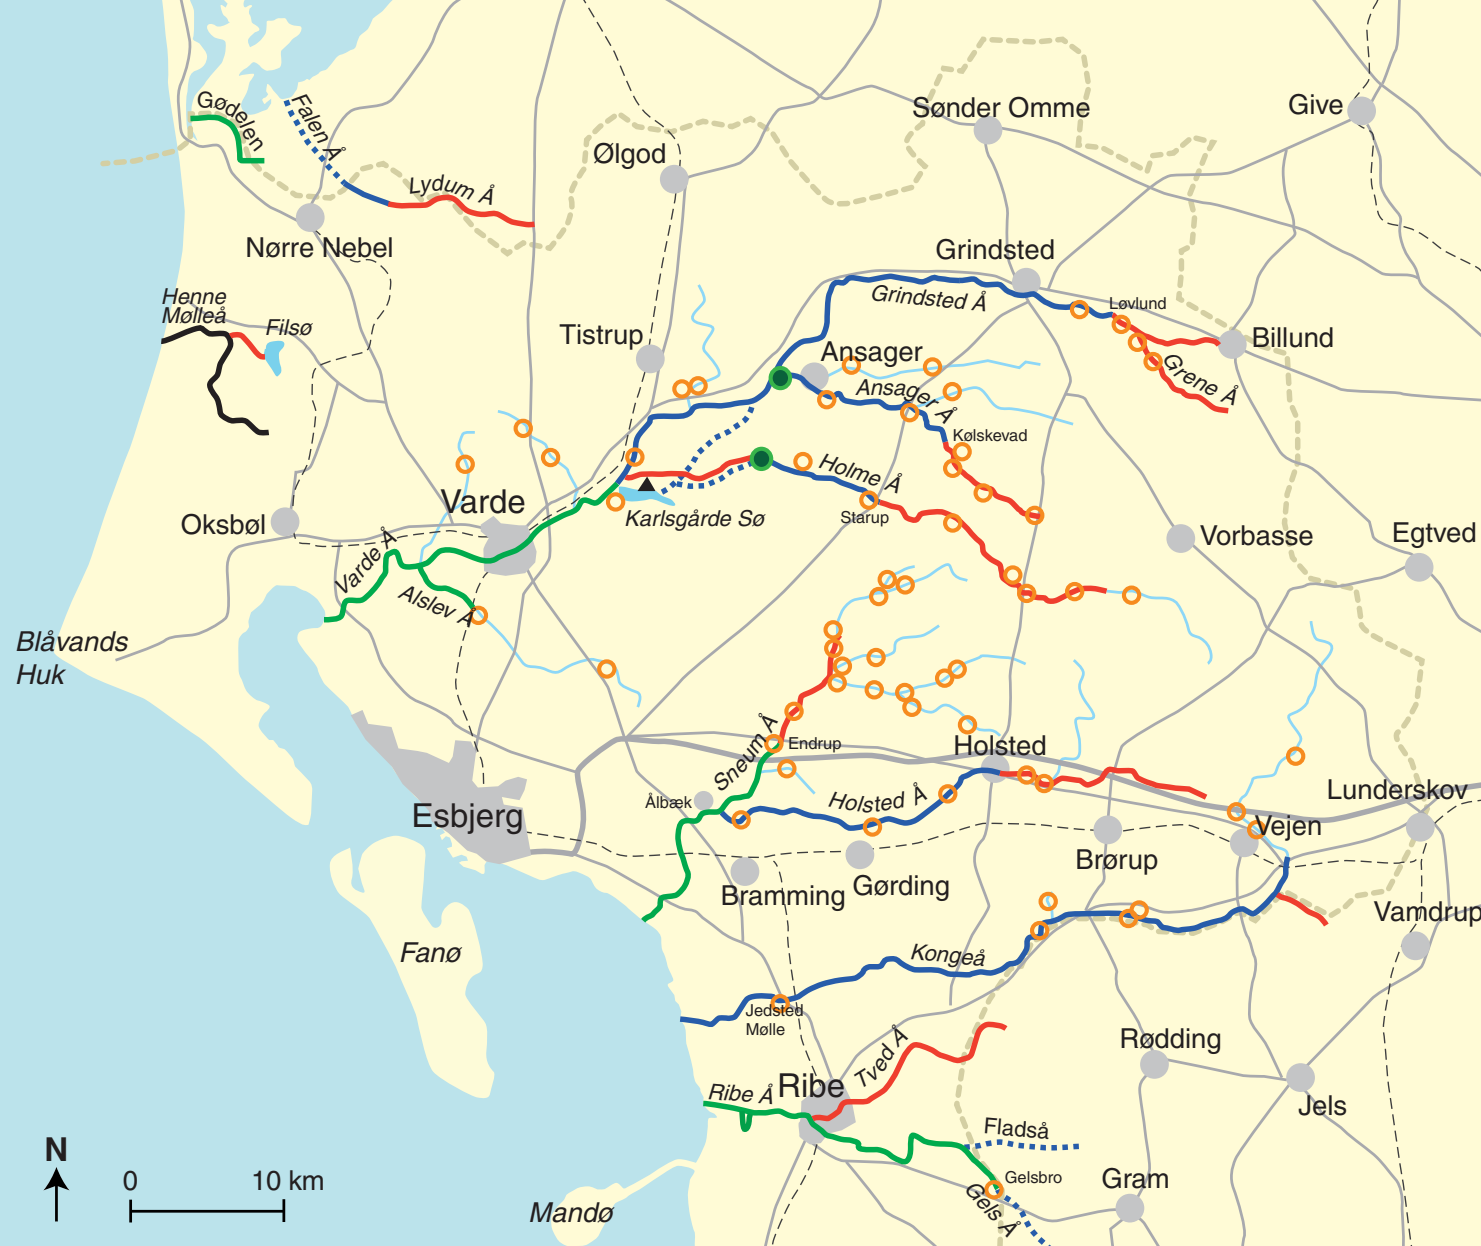 Gødelen
Falen Å
Sønder Omme
Give
Ølgod
Lydum Å
Nørre Nebel
Grindsted
Henne
Mølleå
Filsø
Grindsted Å
Løvlund
Tistrup
Ansager
Billund
Grene Å
Ansager Å
Kølskevad
Holme Å
Varde
Oksbøl
Karlsgårde Sø
Starup
Vorbasse
Egtved
Varde Å
Alslev Å
Blåvands
Huk
Sneum Å
Endrup
Holsted
Ålbæk
Holsted Å
Lunderskov
Esbjerg
Vejen
Brørup
Bramming
Gørding
Vamdrup
Fanø
Kongeå
Jedsted
Mølle
Rødding
Tved Å
Ribe
Ribe Å
Jels
Fladså
N
Gelsbro
Gram
0
10 km
Gels Å
Mandø